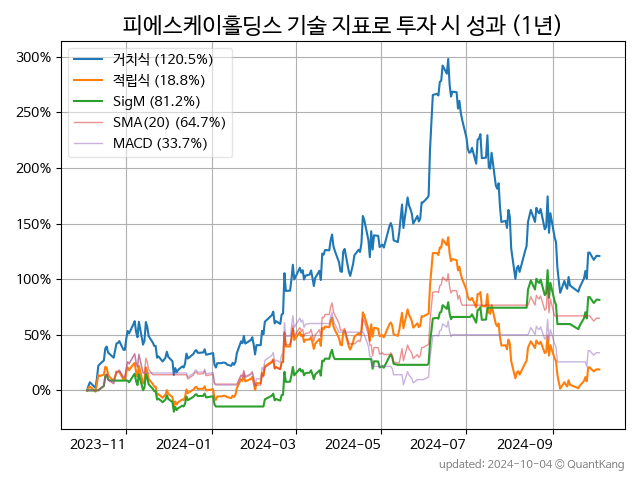 피에스케이홀딩스 기술 지표로 투자 시 성과 (1년)
300%
250%
200%
150%
100%
50%
0%
거치식 (120.5%)
적립식 (18.8%)
SigM (81.2%)
SMA(20) (64.7%)
MACD (33.7%)
2023-11 2024-01 2024-03 2024-05 2024-07 2024-09
updated: 2024-10-04 © QuantKang